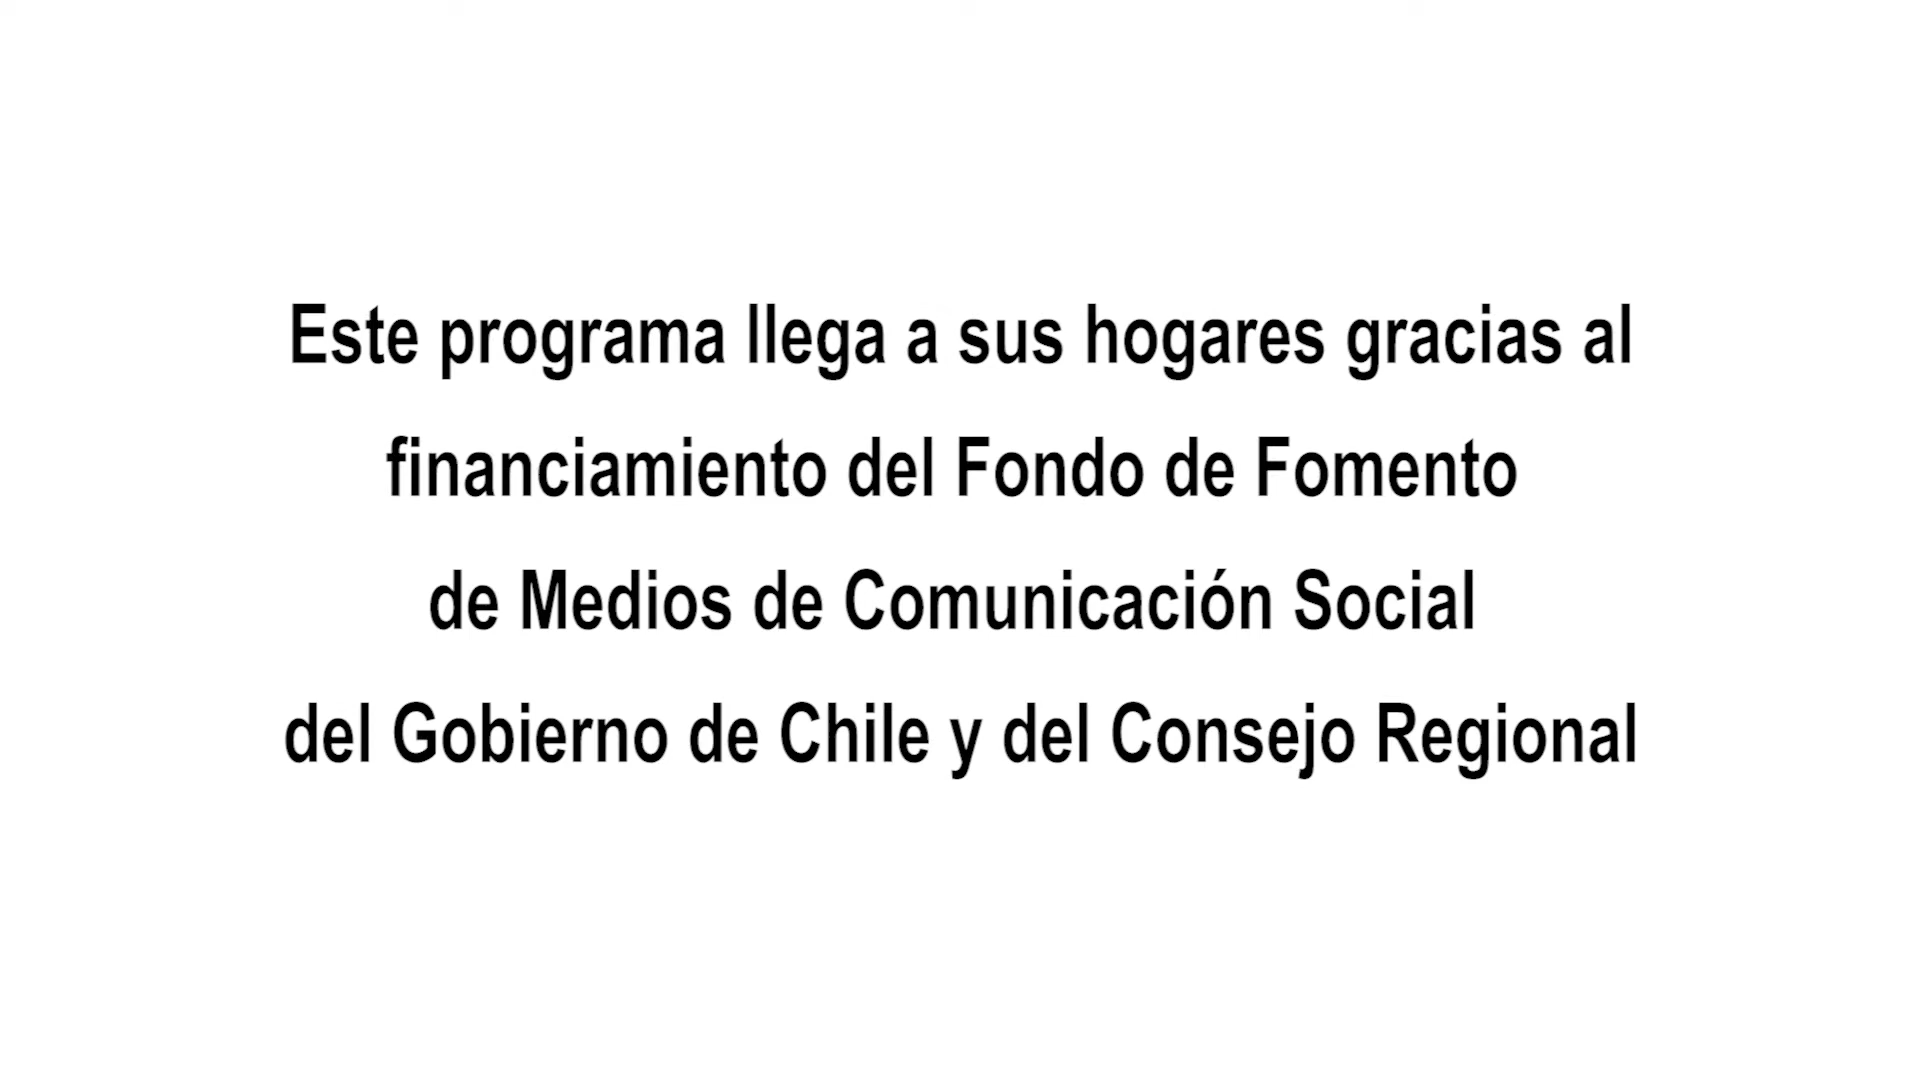 Este programa llega a sus hogares gracias al
financiamiento del Fondo de Fomento
de Medios de Comunicación Social
del Gobierno de Chile y del Consejo Regional